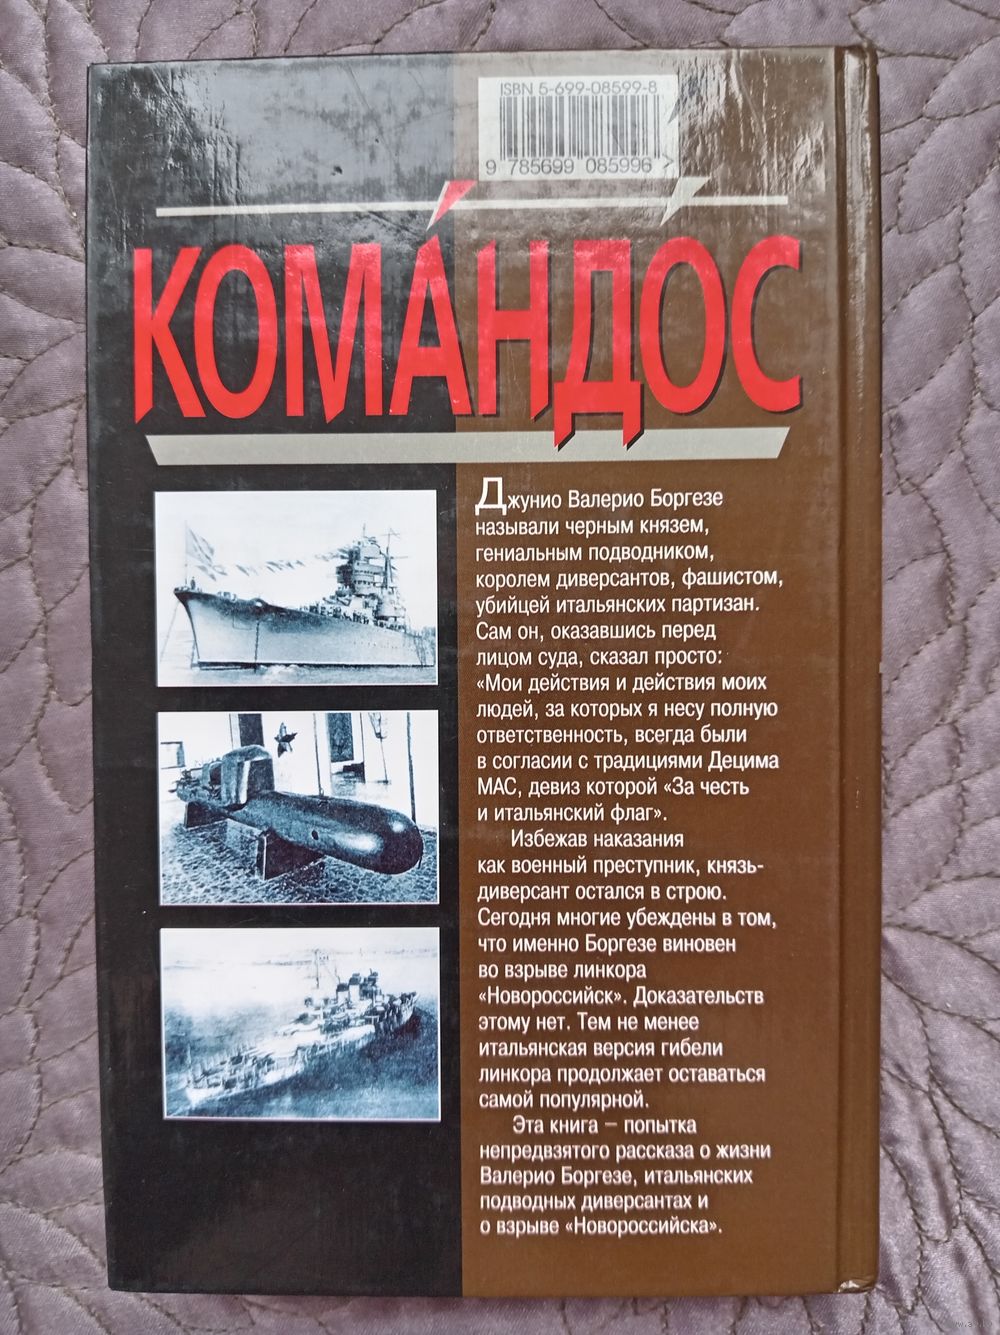 ISBN 5-699-08599-8
9 785699 085996 >
КОМА́НДО́С
Джунио Валерио Боргезе
называли черным князем,
гениальным подводником,
королем диверсантов, фашистом,
убийцей итальянских партизан.
Сам он, оказавшись перед
лицом суда, сказал просто:
«Мои действия и действия моих
людей, за которых я несу полную
ответственность, всегда были
в согласии с традициями Децима
МАС, девиз которой «За честь
и итальянский флаг».
Избежав наказания
как военный преступник, князь-
диверсант остался в строю.
Сегодня многие убеждены в том,
что именно Боргезе виновен
во взрыве линкора
«Новороссийск». Доказательств
этому нет. Тем не менее
итальянская версия гибели
линкора продолжает оставаться
самой популярной.
Эта книга – попытка
непредвзятого рассказа о жизни
Валерио Боргезе, итальянских
подводных диверсантах и
о взрыве «Новороссийска».